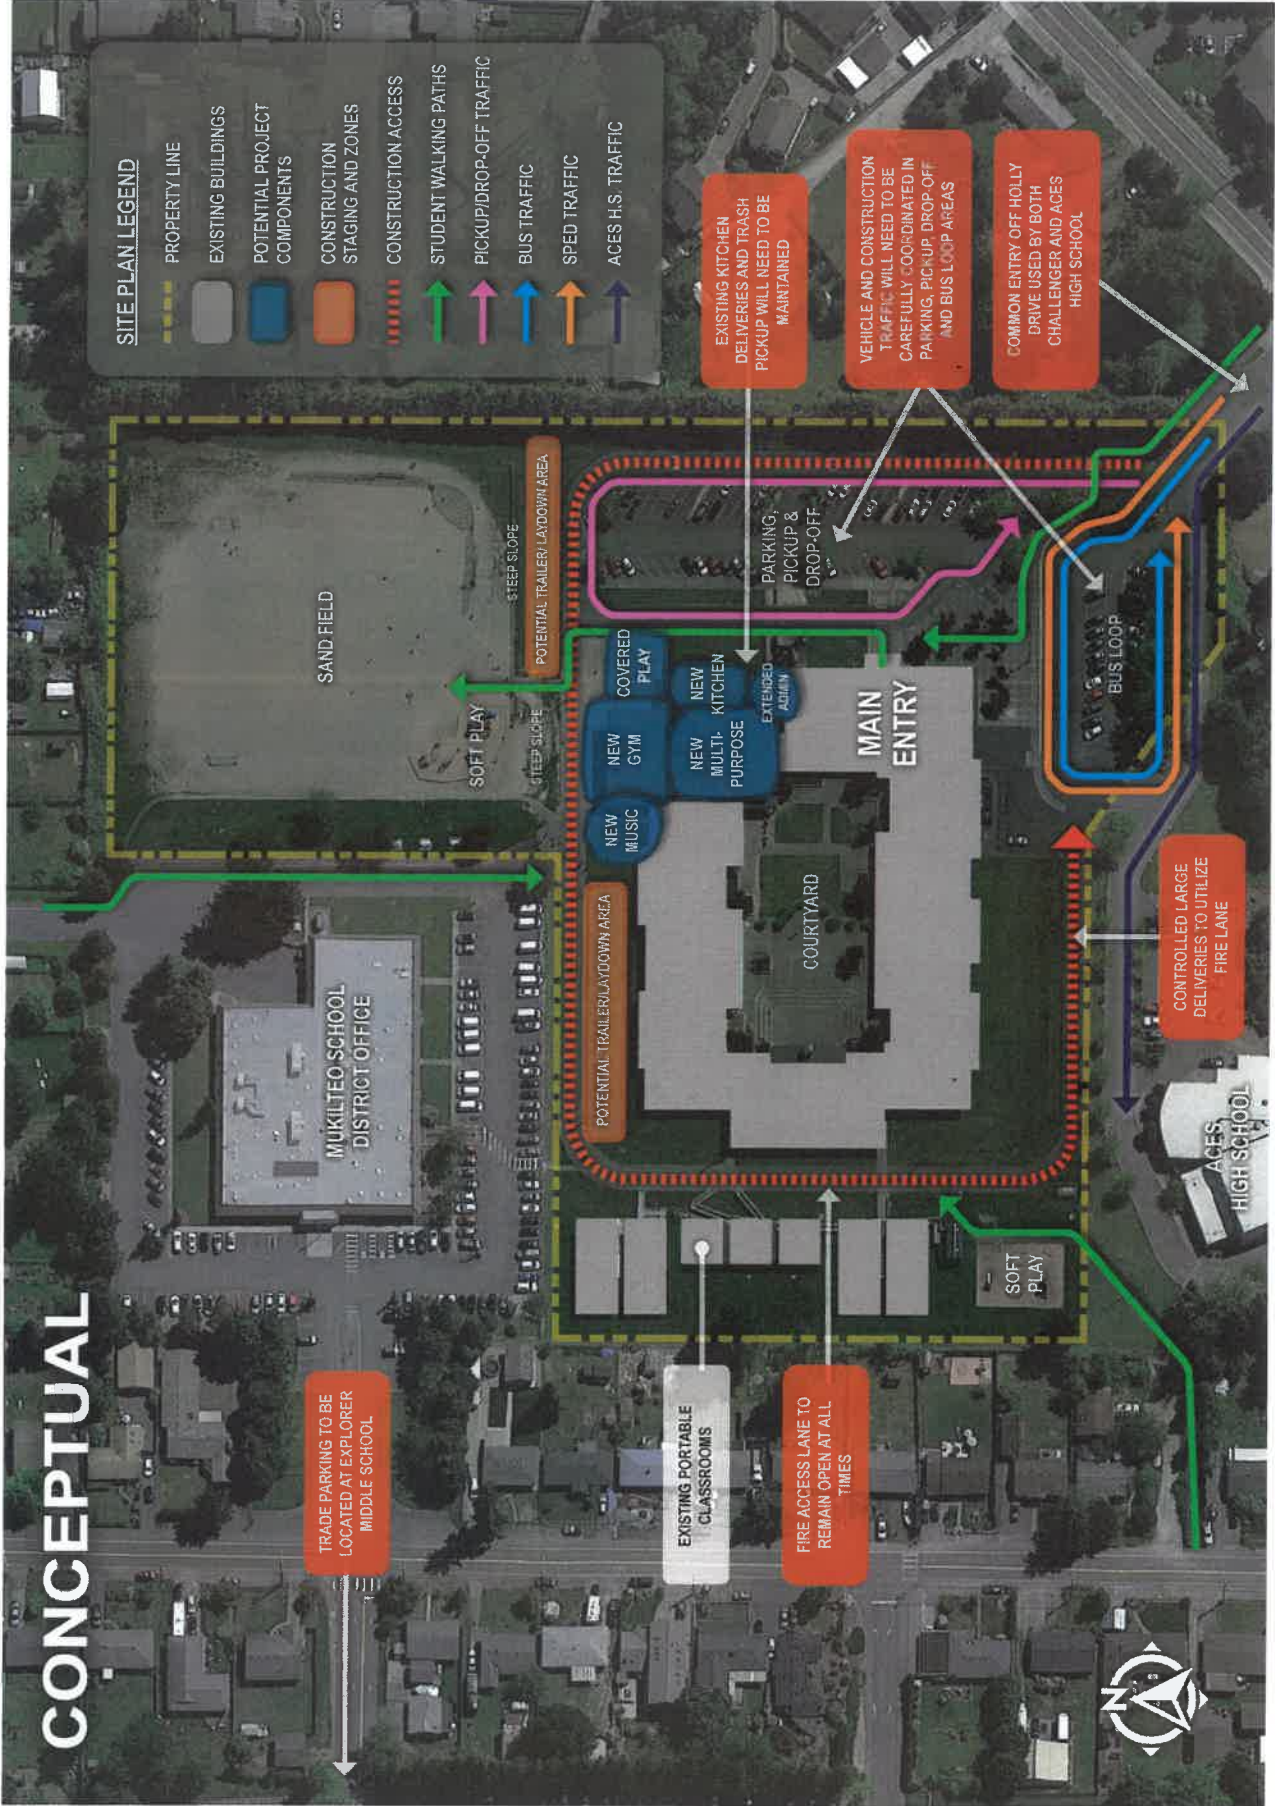 CONCEPTUAL
SITE PLAN LEGEND
PROPERTY LINE
EXISTING BUILDINGS
POTENTIAL PROJECT
COMPONENTS
CONSTRUCTION
STAGING AND ZONES
CONSTRUCTION ACCESS
STUDENT WALKING PATHS
PICKUP/DROP-OFF TRAFFIC
BUS TRAFFIC
SPED TRAFFIC
ACES H.S. TRAFFIC
TRADE PARKING TO BE
LOCATED AT EXPLORER
MIDDLE SCHOOL
MUKILTEO SCHOOL
DISTRICT OFFICE
SAND FIELD
SOFT PLAY
STEEP SLOPE
STEEP SLOPE
POTENTIAL TRAILER/ LAYDOWN AREA
POTENTIAL TRAILER/LAYDOWN AREA
NEW
MUSIC
NEW
GYM
COVERED
PLAY
NEW
MULTI-
PURPOSE
NEW
KITCHEN
EXTENDED
ADMIN
PARKING,
PICKUP &
DROP-OFF
EXISTING KITCHEN
DELIVERIES AND TRASH
PICKUP WILL NEED TO BE
MAINTAINED
EXISTING PORTABLE
CLASSROOMS
FIRE ACCESS LANE TO
REMAIN OPEN AT ALL
TIMES
COURTYARD
MAIN
ENTRY
VEHICLE AND CONSTRUCTION
TRAFFIC WILL NEED TO BE
CAREFULLY COORDINATED IN
PARKING, PICKUP, DROP-OFF
AND BUS LOOP AREAS
COMMON ENTRY OFF HOLLY
DRIVE USED BY BOTH
CHALLENGER AND ACES
HIGH SCHOOL
SOFT
PLAY
BUS LOOP
CONTROLLED LARGE
DELIVERIES TO UTILIZE
FIRE LANE
ACES
HIGH SCHOOL
N